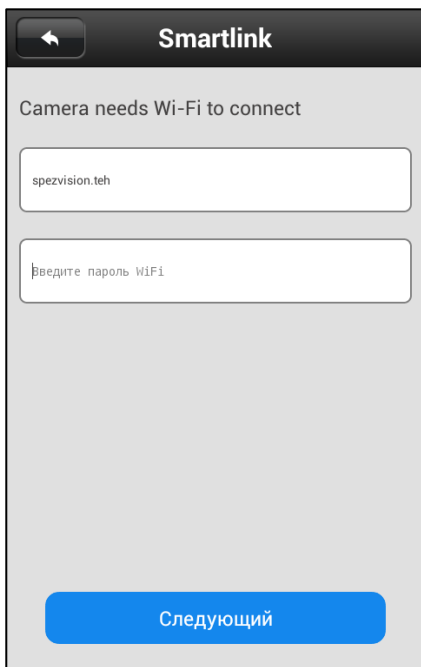 Smartlink
Camera needs Wi-Fi to connect
spezvision.teh
Введите пароль WiFi
Следующий